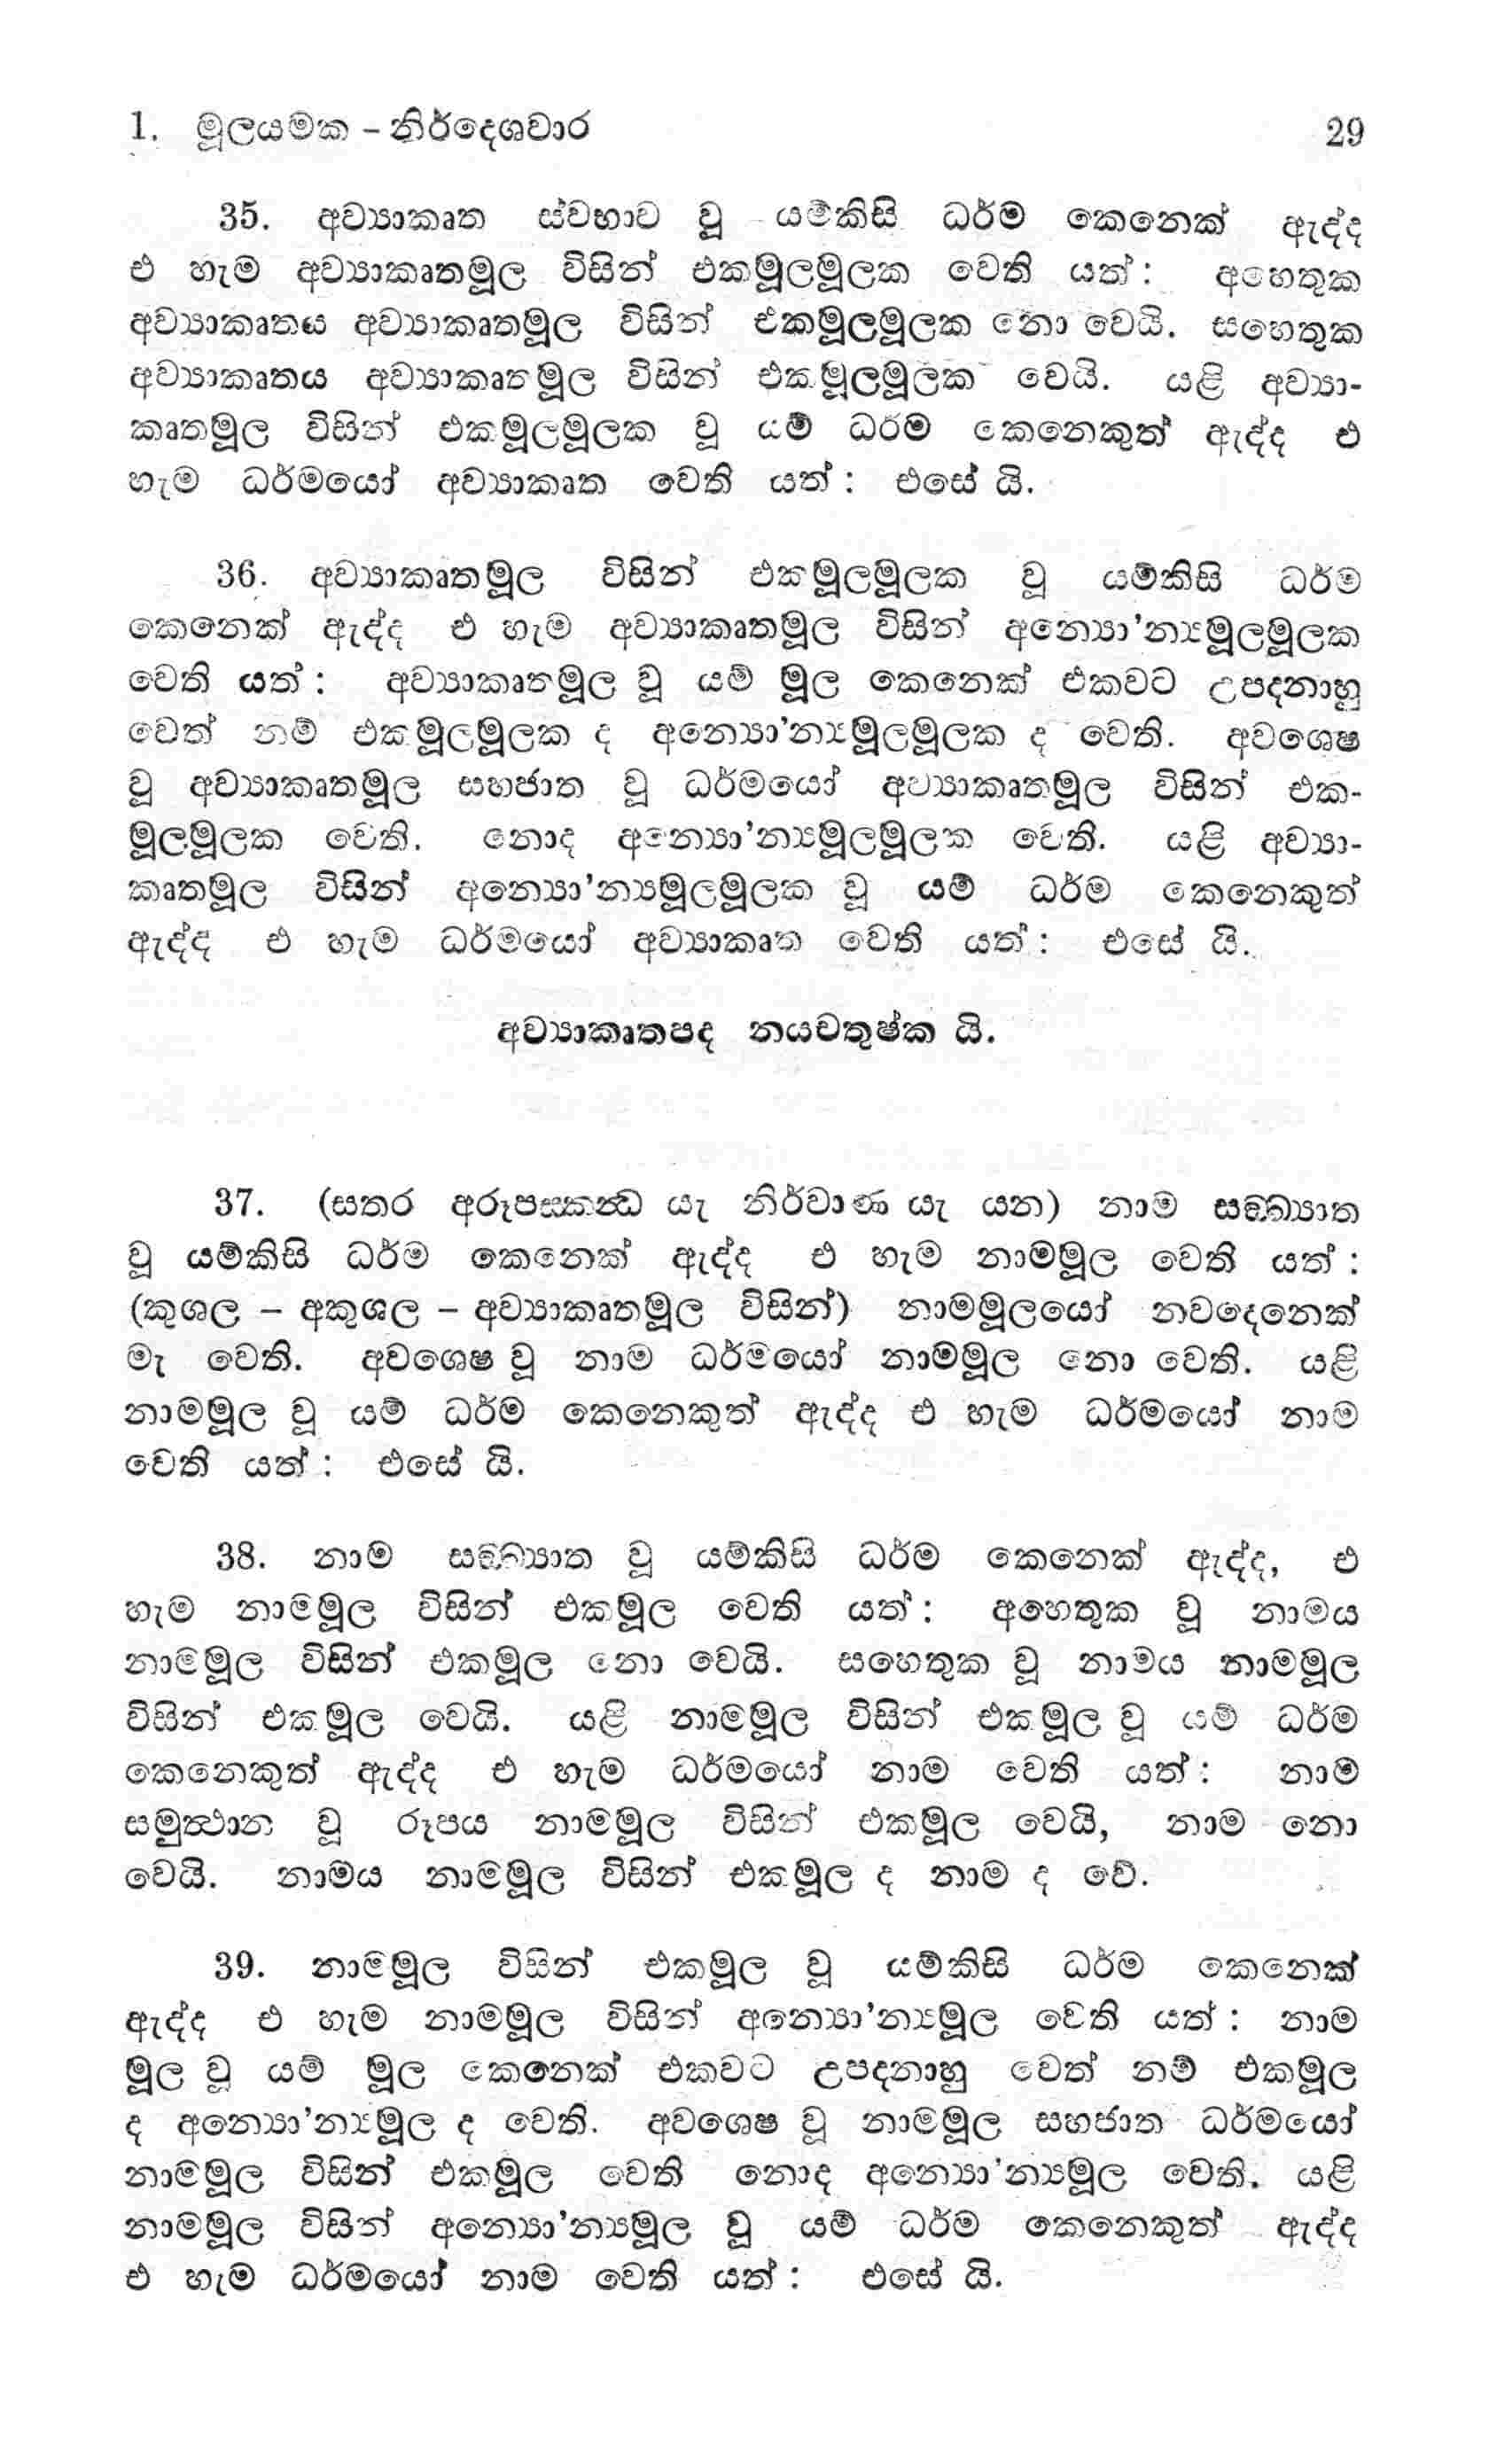 1. මූලයමක – නිර්දෙශවාර 29
35. අව්‍යාකෘත ස්වභාව වූ යම්කිසි ධර්ම කෙනෙක් ඇද්ද
එ හැම අව්‍යාකෘතමූල විසින් එකමූලමූලක වෙති යත්: අහෙතුක
අව්‍යාකෘතය අව්‍යාකෘතමූල විසින් එකමූලමූලක නො වෙයි. සහෙතුක
අව්‍යාකෘතය අව්‍යාකෘතමූල විසින් එකමූලමූලක වෙයි. යළි අව්‍යා-
කෘතමූල විසින් එකමූලමූලක වූ යම් ධර්ම කෙනෙකුත් ඇද්ද එ
හැම ධර්මයෝ අව්‍යාකෘත වෙති යත්: එසේ යි.
36. අව්‍යාකෘතමූල විසින් එකමූලමූලක වූ යම්කිසි ධර්ම
කෙනෙක් ඇද්ද එ හැම අව්‍යාකෘතමූල විසින් අන්‍යො’න්‍යමූලමූලක
වෙති යත්: අව්‍යාකෘතමූල වූ යම් මූල කෙනෙක් එකවට උපදනාහු
වෙත් නම් එකමූලමූලක ද අන්‍යො’න්‍යමූලමූලක ද වෙති. අවශෙෂ
වූ අව්‍යාකෘතමූල සහජාත වූ ධර්මයෝ අව්‍යාකෘතමූල විසින් එක-
මූලමූලක වෙති. නොද අන්‍යො’න්‍යමූලමූලක වෙති. යළි අව්‍යා-
කෘතමූල විසින් අන්‍යො’න්‍යමූලමූලක වූ යම් ධර්ම කෙනෙකුත්
ඇද්ද එ හැම ධර්මයෝ අව්‍යාකෘත වෙති යත්: එසේ යි.
අව්‍යාකෘතපද නයචතුෂ්ක යි.
37. (සතර අරූපස්කන්ධ යැ නිර්වාණ යැ යන) නාම සඞ්ඛ්‍යාත
වූ යම්කිසි ධර්ම කෙනෙක් ඇද්ද එ හැම නාමමූල වෙති යත්:
(කුශල – අකුශල – අව්‍යාකෘතමූල විසින්) නාමමූලයෝ නවදෙනෙක්
මැ වෙති. අවශෙෂ වූ නාම ධර්මයෝ නාමමූල නො වෙති. යළි
නාමමූල වූ යම් ධර්ම කෙනෙකුත් ඇද්ද එ හැම ධර්මයෝ නාම
වෙති යත්: එසේ යි.
38. නාම සඞ්ඛ්‍යාත වූ යම්කිසි ධර්ම කෙනෙක් ඇද්ද, එ
හැම නාමමූල විසින් එකමූල වෙති යත්: අහෙතුක වූ නාමය
නාමමූල විසින් එකමූල නො වෙයි. සහෙතුක වූ නාමය නාමමූල
විසින් එකමූල වෙයි. යළි නාමමූල විසින් එකමූල වූ යම් ධර්ම
කෙනෙකුත් ඇද්ද එ හැම ධර්මයෝ නාම වෙති යත්: නාම
සමුත්‍ථාන වූ රූපය නාමමූල විසින් එකමූල වෙයි, නාම නො
වෙයි. නාමය නාමමූල විසින් එකමූල ද නාම ද වේ.
39. නාමමූල විසින් එකමූල වූ යම්කිසි ධර්ම කෙනෙක්
ඇද්ද එ හැම නාමමූල විසින් අන්‍යො’න්‍යමූල වෙති යත්: නාම
මූල වූ යම් මූල කෙනෙක් එකවට උපදනාහු වෙත් නම් එකමූල
ද අන්‍යො’න්‍යමූල ද වෙති. අවශෙෂ වූ නාමමූල සහජාත ධර්මයෝ
නාමමූල විසින් එකමූල වෙති නොද අන්‍යො’න්‍යමූල වෙති. යළි
නාමමූල විසින් අන්‍යො’න්‍යමූල වූ යම් ධර්ම කෙනෙකුත් ඇද්ද
එ හැම ධර්මයෝ නාම වෙති යත්: එසේ යි.